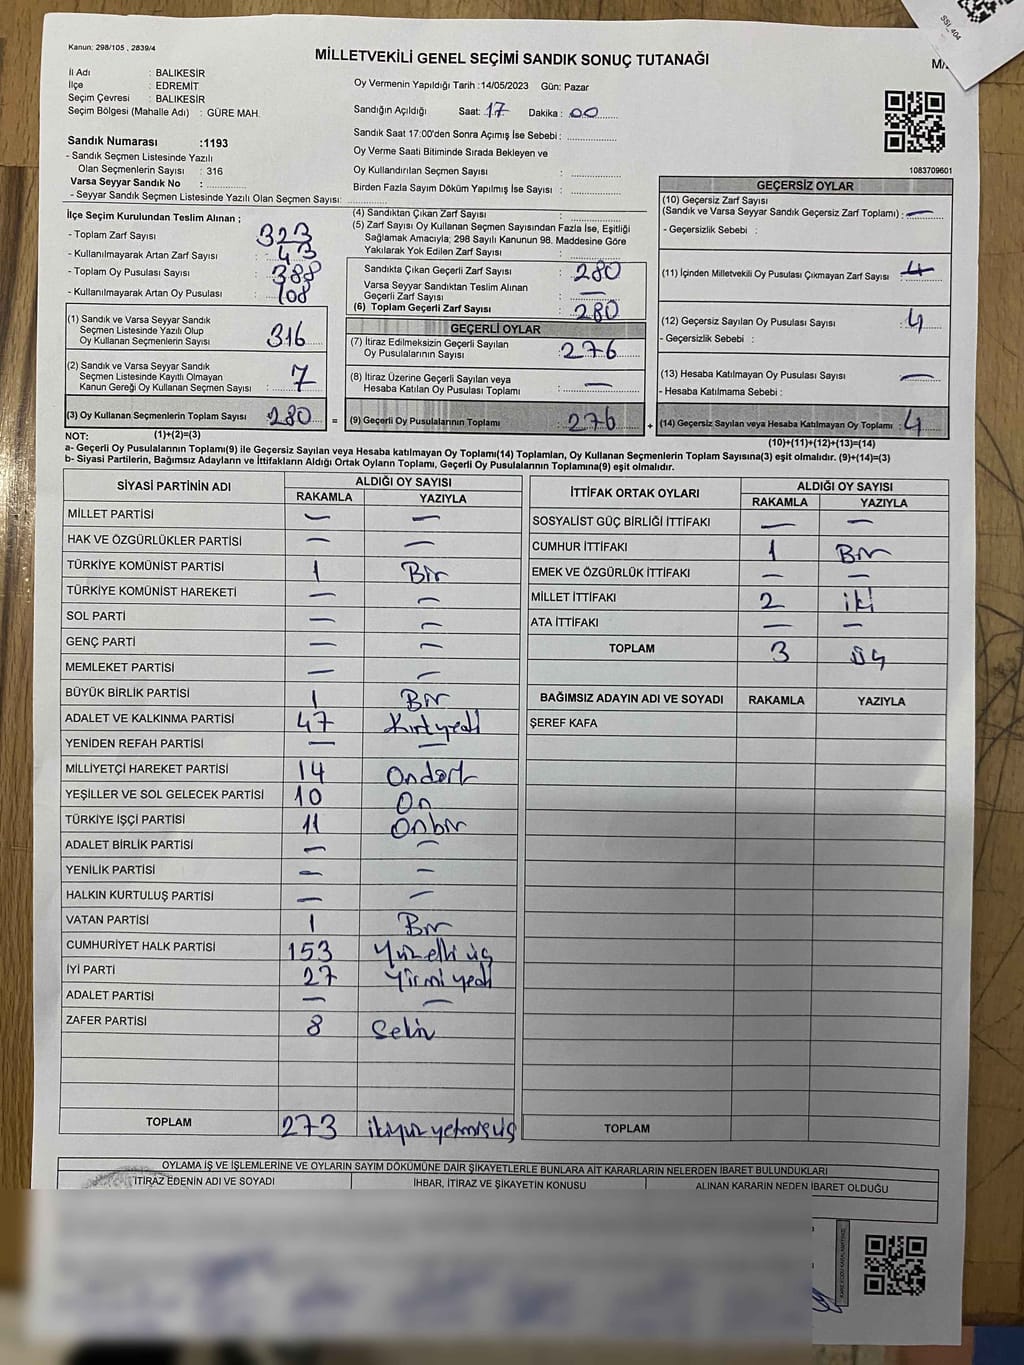 SSI_404
Kanun: 298/105 , 2839/4
MİLLETVEKİLİ GENEL SEÇİMİ SANDIK SONUÇ TUTANAĞI
İl Adı : BALIKESİR
İlçe : EDREMİT
Seçim Çevresi : BALIKESİR
Seçim Bölgesi (Mahalle Adı) : GÜRE MAH.
Oy Vermenin Yapıldığı Tarih :14/05/2023 Gün: Pazar
Sandığın Açıldığı Saat: 17 Dakika : 00
Sandık Saat 17:00'den Sonra Açımış İse Sebebi :
Oy Verme Saati Bitiminde Sırada Bekleyen ve
Oy Kullandırılan Seçmen Sayısı :
Birden Fazla Sayım Döküm Yapılmış İse Sayısı :
Sandık Numarası :1193
- Sandık Seçmen Listesinde Yazılı
Olan Seçmenlerin Sayısı : 316
Varsa Seyyar Sandık No :
- Seyyar Sandık Seçmen Listesinde Yazılı Olan Seçmen Sayısı:
1083709601
İlçe Seçim Kurulundan Teslim Alınan ;
- Toplam Zarf Sayısı : 323
- Kullanılmayarak Artan Zarf Sayısı : 43
- Toplam Oy Pusulası Sayısı : 388
- Kullanılmayarak Artan Oy Pusulası : 108
(1) Sandık ve Varsa Seyyar Sandık
Seçmen Listesinde Yazılı Olup
Oy Kullanan Seçmenlerin Sayısı : 316
(2) Sandık ve Varsa Seyyar Sandık
Seçmen Listesinde Kayıtlı Olmayan
Kanun Gereği Oy Kullanan Seçmen Sayısı : 7
(3) Oy Kullanan Seçmenlerin Toplam Sayısı : 280 =
(1)+(2)=(3)
(4) Sandıktan Çıkan Zarf Sayısı :
(5) Zarf Sayısı Oy Kullanan Seçmen Sayısından Fazla İse, Eşitliği
Sağlamak Amacıyla; 298 Sayılı Kanunun 98. Maddesine Göre
Yakılarak Yok Edilen Zarf Sayısı :
Sandıkta Çıkan Geçerli Zarf Sayısı : 280
Varsa Seyyar Sandıktan Teslim Alınan
Geçerli Zarf Sayısı : —
(6) Toplam Geçerli Zarf Sayısı : 280
GEÇERLİ OYLAR
(7) İtiraz Edilmeksizin Geçerli Sayılan
Oy Pusulalarının Sayısı : 276
(8) İtiraz Üzerine Geçerli Sayılan veya
Hesaba Katılan Oy Pusulası Toplamı : —
(9) Geçerli Oy Pusulalarının Toplamı : 276 +
GEÇERSİZ OYLAR
(10) Geçersiz Zarf Sayısı
(Sandık ve Varsa Seyyar Sandık Geçersiz Zarf Toplamı) : —
- Geçersizlik Sebebi :
(11) İçinden Milletvekili Oy Pusulası Çıkmayan Zarf Sayısı :
(12) Geçersiz Sayılan Oy Pusulası Sayısı : 4
- Geçersizlik Sebebi :
(13) Hesaba Katılmayan Oy Pusulası Sayısı : —
- Hesaba Katılmama Sebebi :
(14) Geçersiz Sayılan veya Hesaba Katılmayan Oy Toplamı : 4
(10)+(11)+(12)+(13)=(14)
NOT:
a- Geçerli Oy Pusulalarının Toplamı(9) ile Geçersiz Sayılan veya Hesaba katılmayan Oy Toplamı(14) Toplamları, Oy Kullanan Seçmenlerin Toplam Sayısına(3) eşit olmalıdır. (9)+(14)=(3)
b- Siyasi Partilerin, Bağımsız Adayların ve İttifakların Aldığı Ortak Oyların Toplamı, Geçerli Oy Pusulalarının Toplamına(9) eşit olmalıdır.
SİYASİ PARTİNİN ADI ALDIĞI OY SAYISI
RAKAMLA YAZIYLA
MİLLET PARTİSİ — —
HAK VE ÖZGÜRLÜKLER PARTİSİ — —
TÜRKİYE KOMÜNİST PARTİSİ 1 Bir
TÜRKİYE KOMÜNİST HAREKETİ — —
SOL PARTİ — —
GENÇ PARTİ — —
MEMLEKET PARTİSİ — —
BÜYÜK BİRLİK PARTİSİ 1 Bir
ADALET VE KALKINMA PARTİSİ 47 Kırkyedi
YENİDEN REFAH PARTİSİ — —
MİLLİYETÇİ HAREKET PARTİSİ 14 Ondört
YEŞİLLER VE SOL GELECEK PARTİSİ 10 On
TÜRKİYE İŞÇİ PARTİSİ 11 Onbir
ADALET BİRLİK PARTİSİ — —
YENİLİK PARTİSİ — —
HALKIN KURTULUŞ PARTİSİ — —
VATAN PARTİSİ 1 Bir
CUMHURİYET HALK PARTİSİ 153 Yüzelli üç
İYİ PARTİ 27 Yirmi yedi
ADALET PARTİSİ — —
ZAFER PARTİSİ 8 Sekiz
TOPLAM 273 ikiyüz yetmişüç
İTTİFAK ORTAK OYLARI ALDIĞI OY SAYISI
RAKAMLA YAZIYLA
SOSYALİST GÜÇ BİRLİĞİ İTTİFAKI — —
CUMHUR İTTİFAKI 1 Bir
EMEK VE ÖZGÜRLÜK İTTİFAKI — —
MİLLET İTTİFAKI 2 iki
ATA İTTİFAKI — —
TOPLAM 3 üç
BAĞIMSIZ ADAYIN ADI VE SOYADI RAKAMLA YAZIYLA
ŞEREF KAFA
TOPLAM
OYLAMA İŞ VE İŞLEMLERİNE VE OYLARIN SAYIM DÖKÜMÜNE DAİR ŞİKAYETLERLE BUNLARA AİT KARARLARIN NELERDEN İBARET BULUNDUKLARI
İTİRAZ EDENİN ADI VE SOYADI İHBAR, İTİRAZ VE ŞİKAYETİN KONUSU ALINAN KARARIN NEDEN İBARET OLDUĞU